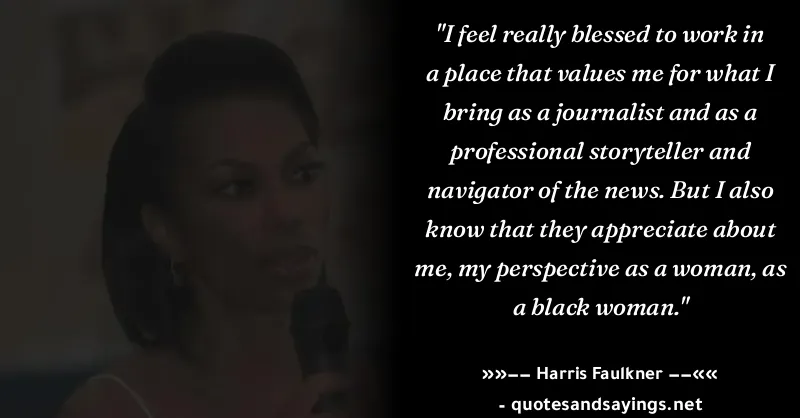 "I feel really blessed to work in
a place that values me for what I
bring as a journalist and as a
professional storyteller and
navigator of the news. But I also
know that they appreciate about
me, my perspective as a woman, as
a black woman."
»»−− Harris Faulkner −−««
- quotesandsayings.net